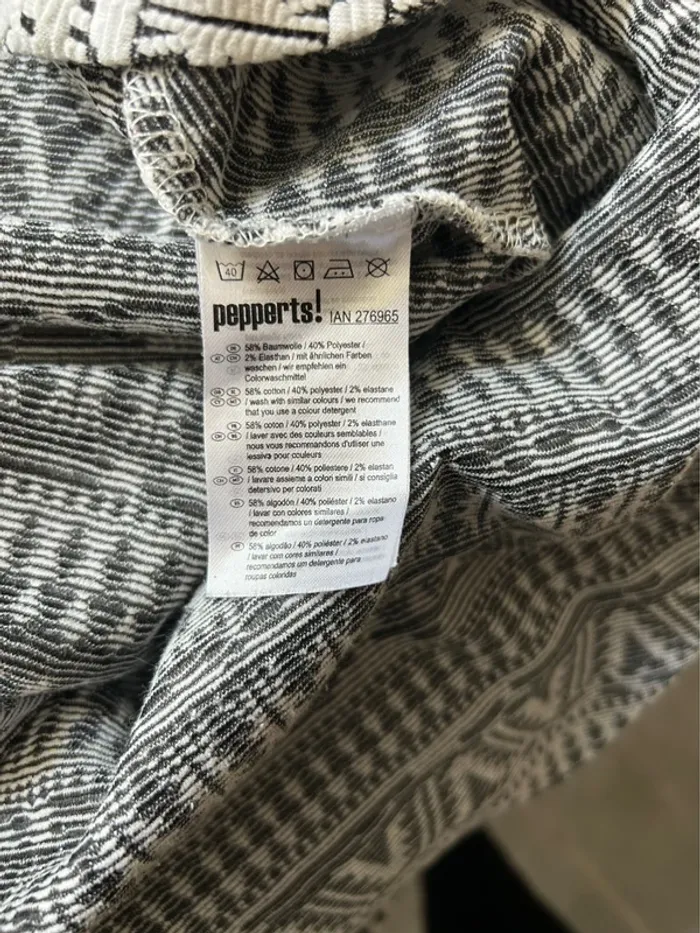 40
pepperts! IAN 276965
DE 58% Baumwolle / 40% Polyester /
AT CH 2% Elasthan / mit ähnlichen Farben
waschen / wir empfehlen ein
Colorwaschmittel
58% cotton / 40% polyester / 2% elastane
/ wash with similar colours / we recommend
that you use a colour detergent
58% coton / 40% polyester / 2% élasthanne
/ laver avec des couleurs semblables /
nous vous recommandons d'utiliser une
lessive pour couleurs
58% cotone / 40% poliestere / 2% elastan
/ lavare assieme a colori simili / si consiglia
detersivo per colorati
58% algodón / 40% poliéster / 2% elastano
/ lavar con colores similares /
recomendamos un detergente para ropa
de color
58% algodão / 40% poliéster / 2% elastano
/ lavar com cores similares /
recomendamos um detergente para
roupas coloridas